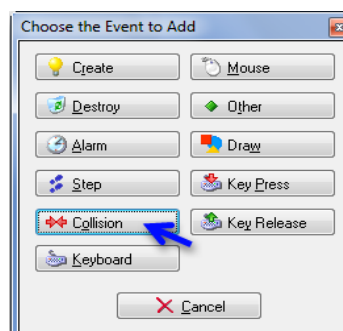 Choose the Event to Add
Create
Mouse
Destroy
Other
Alarm
Draw
Step
Key Press
Collision
Key Release
Keyboard
Cancel